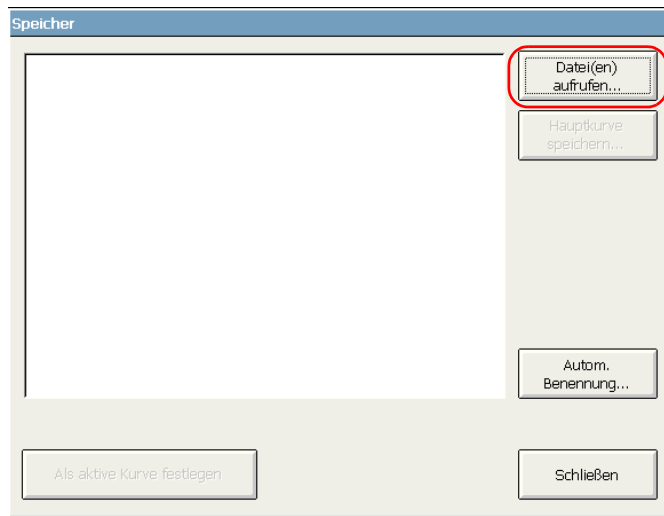 Speicher
Datei(en)
aufrufen...
Hauptkurve
speichern...
Autom.
Benennung...
Als aktive Kurve festlegen
Schließen